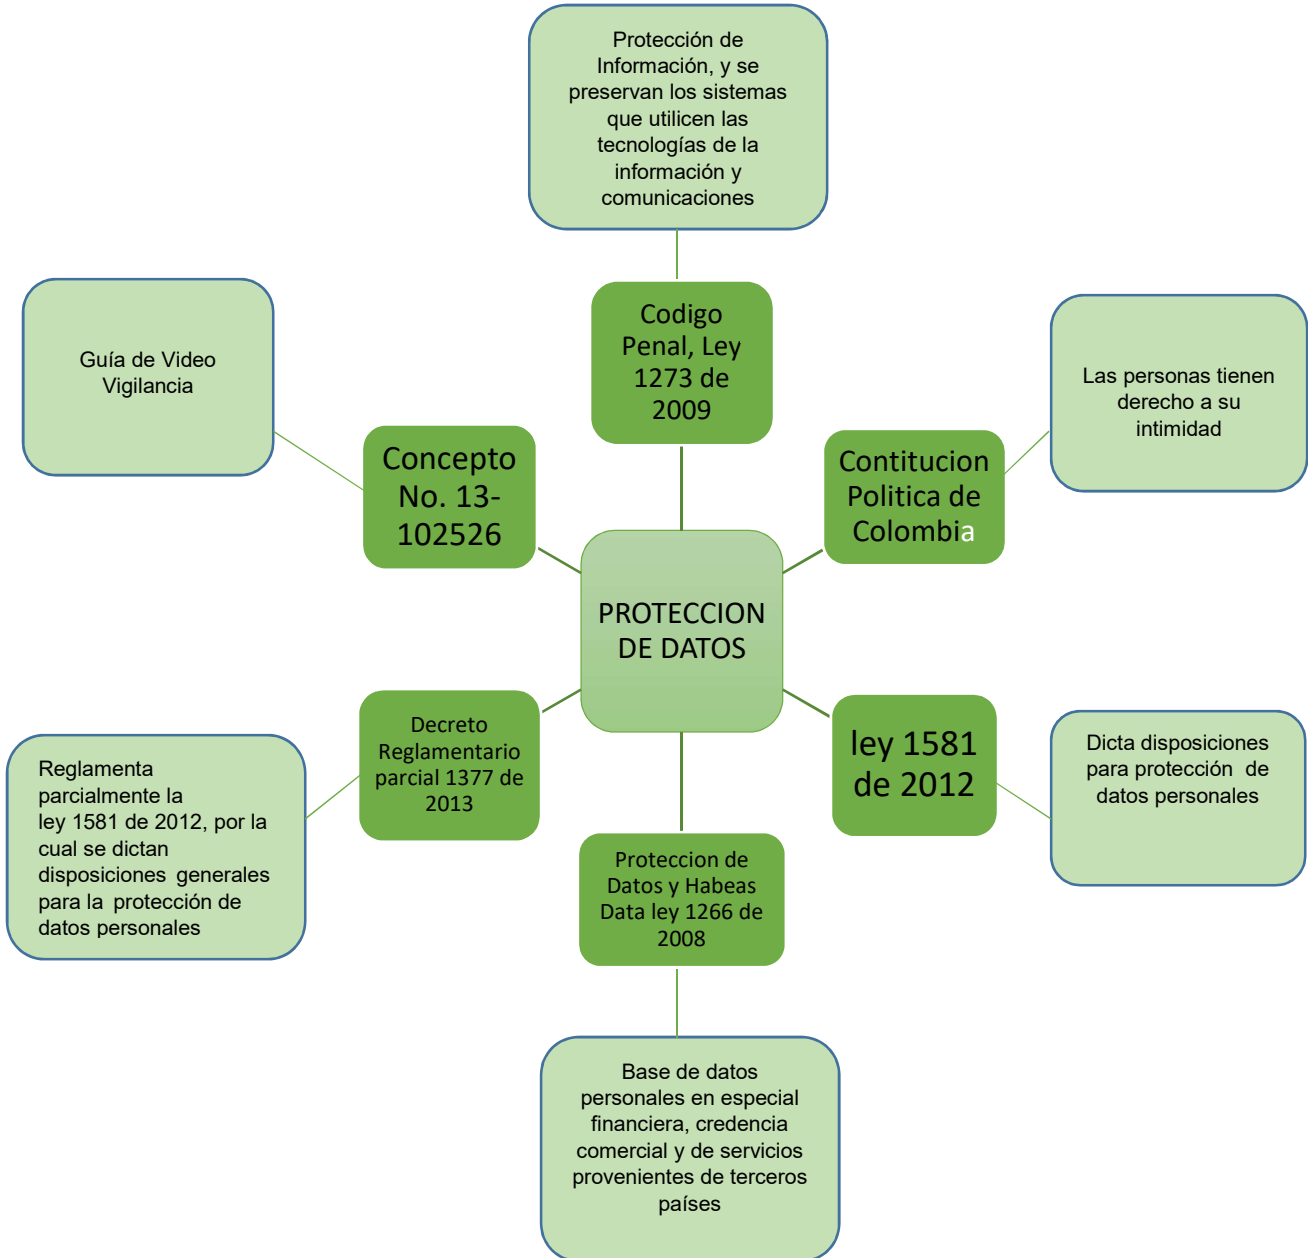 Protección de
Información, y se
preservan los sistemas
que utilicen las
tecnologías de la
información y
comunicaciones
Codigo
Penal, Ley
1273 de
2009
Guía de Video
Vigilancia
Concepto
No. 13-
102526
Contitucion
Politica de
Colombia
Las personas tienen
derecho a su
intimidad
PROTECCION
DE DATOS
Decreto
Reglamentario
parcial 1377 de
2013
Reglamenta
parcialmente la
ley 1581 de 2012, por la
cual se dictan
disposiciones generales
para la protección de
datos personales
ley 1581
de 2012
Dicta disposiciones
para protección de
datos personales
Proteccion de
Datos y Habeas
Data ley 1266 de
2008
Base de datos
personales en especial
financiera, credencia
comercial y de servicios
provenientes de terceros
países